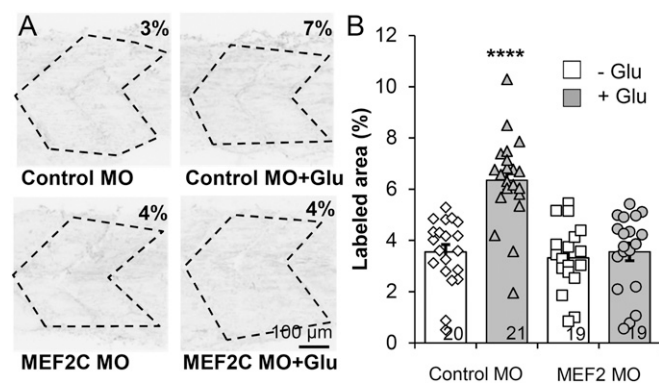 A
3%
7%
Control MO
Control MO+Glu
4%
4%
100 µm
MEF2C MO
MEF2C MO+Glu
B
****
- Glu
+ Glu
Labeled area (%)
12
10
8
6
4
2
0
20
21
19
19
Control MO
MEF2 MO